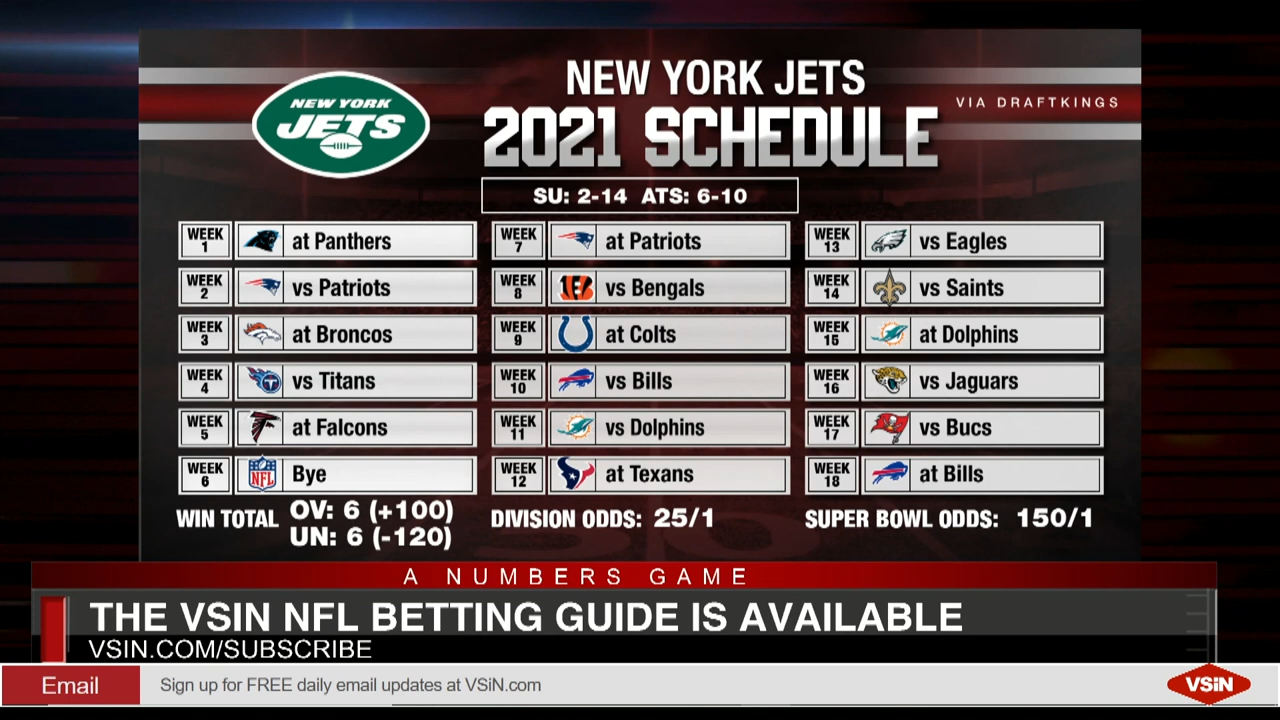 NEW YORK JETS
NEW YORK JETS
2021 SCHEDULE
VIA DRAFTKINGS
SU: 2-14 ATS: 6-10
WEEK 1 at Panthers
WEEK 2 vs Patriots
WEEK 3 at Broncos
WEEK 4 vs Titans
WEEK 5 at Falcons
WEEK 6 NFL Bye
WEEK 7 at Patriots
WEEK 8 vs Bengals
WEEK 9 at Colts
WEEK 10 vs Bills
WEEK 11 vs Dolphins
WEEK 12 at Texans
WEEK 13 vs Eagles
WEEK 14 vs Saints
WEEK 15 at Dolphins
WEEK 16 vs Jaguars
WEEK 17 vs Bucs
WEEK 18 at Bills
WIN TOTAL OV: 6 (+100)
UN: 6 (-120)
DIVISION ODDS: 25/1
SUPER BOWL ODDS: 150/1
A NUMBERS GAME
THE VSIN NFL BETTING GUIDE IS AVAILABLE
VSIN.COM/SUBSCRIBE
Email Sign up for FREE daily email updates at VSiN.com
VSiN